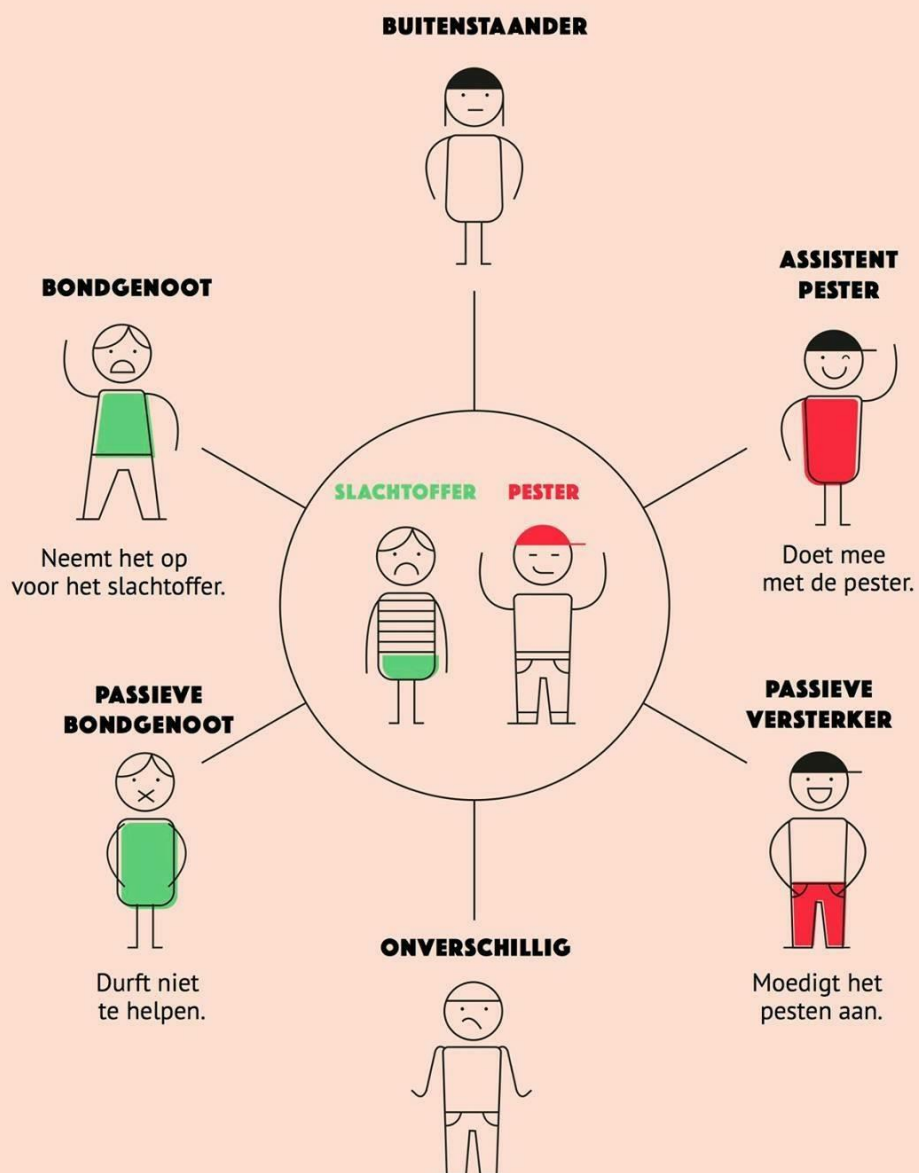 BUITENSTAANDER
BONDGENOOT
Neemt het op
voor het slachtoffer.
ASSISTENT
PESTER
Doet mee
met de pester.
SLACHTOFFER
PESTER
PASSIEVE
BONDGENOOT
Durft niet
te helpen.
PASSIEVE
VERSTERKER
Moedigt het
pesten aan.
ONVERSCHILLIG